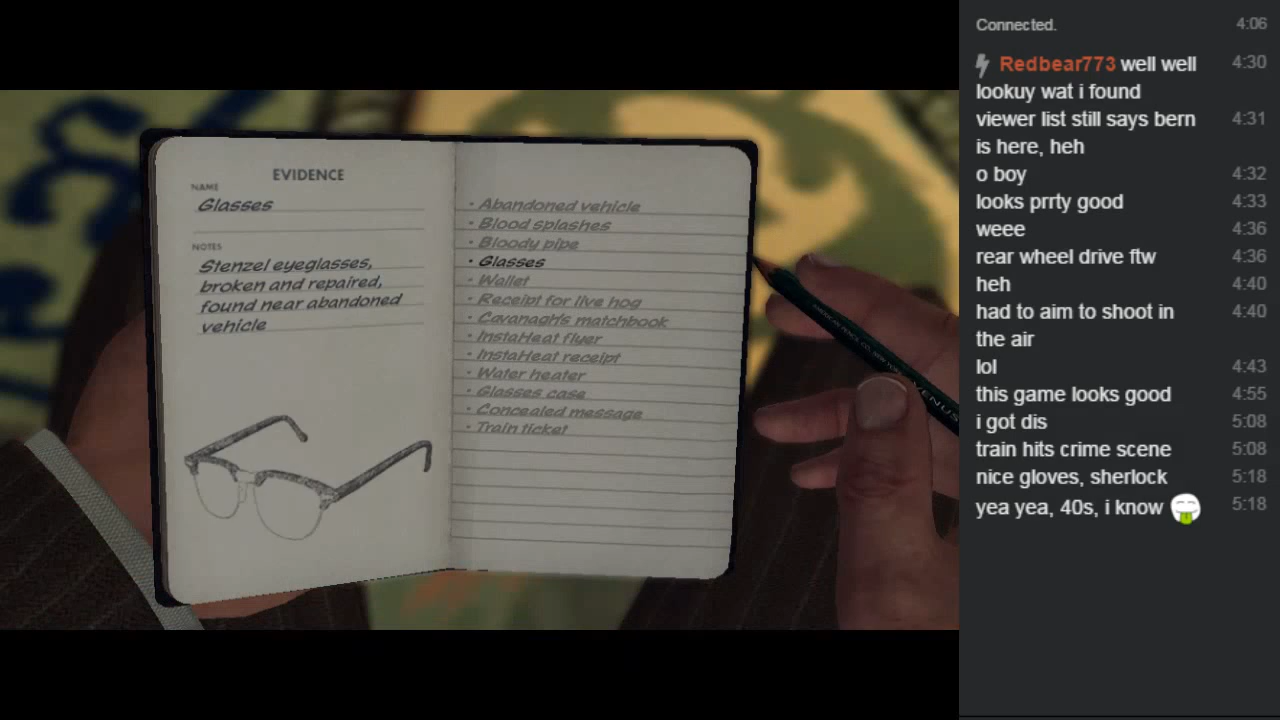 EVIDENCE
NAME
Glasses
NOTES
Stenzel eyeglasses,
broken and repaired,
found near abandoned
vehicle
· Abandoned vehicle
· Blood splashes
· Bloody pipe
· Glasses
· Wallet
· Receipt for live hog
· Cavanagh's matchbook
· InstaHeat flyer
· InstaHeat receipt
· Water heater
· Glasses case
· Concealed message
· Train ticket
VENUS
Connected. 4:06
Redbear773 well well 4:30
lookuy wat i found
viewer list still says bern 4:31
is here, heh
o boy 4:32
looks prrty good 4:33
weee 4:36
rear wheel drive ftw 4:36
heh 4:40
had to aim to shoot in 4:40
the air
lol 4:43
this game looks good 4:55
i got dis 5:08
train hits crime scene 5:08
nice gloves, sherlock 5:18
yea yea, 40s, i know 5:18